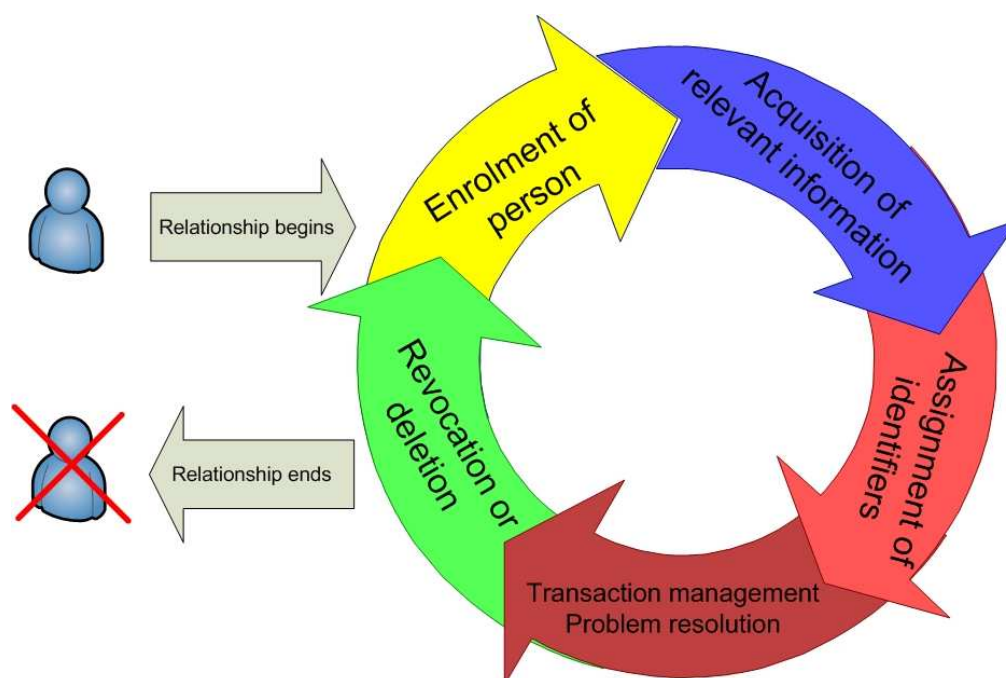 Relationship begins
Enrolment of
person
Acquisition of
relevant information
Assignment of
identifiers
Transaction management
Problem resolution
Revocation or
deletion
Relationship ends